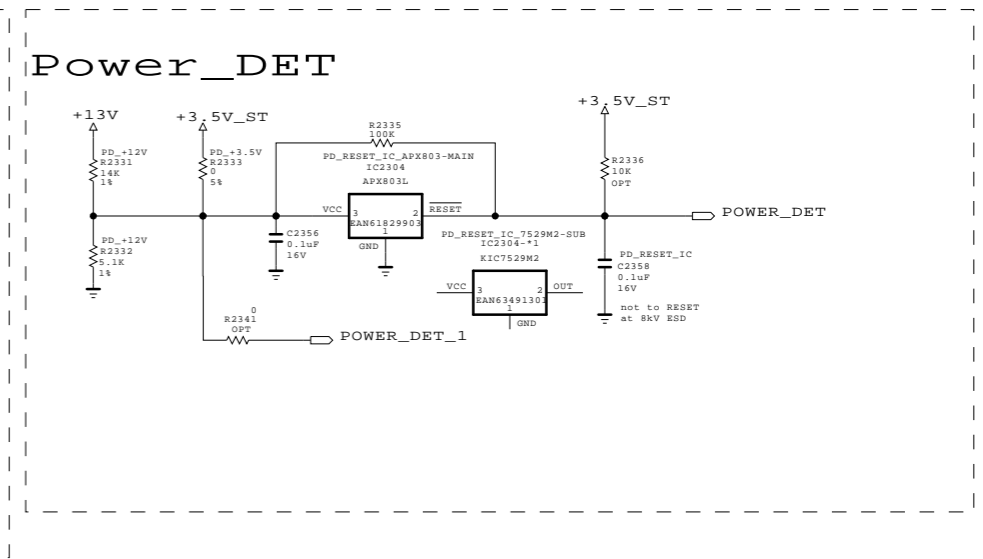 Power_DET
+13V
+3.5V_ST
+3.5V_ST
PD_+12V
R2331
14K
1%
PD_+3.5V
R2333
0
5%
R2335
100K
PD_RESET_IC_APX803-MAIN
IC2304
APX803L
R2336
10K
OPT
VCC
3
EAN61829903
2
RESET
1
GND
POWER_DET
PD_+12V
R2332
5.1K
1%
C2356
0.1uF
16V
PD_RESET_IC_7529M2-SUB
IC2304-*1
KIC7529M2
VCC
3
EAN63491301
2
OUT
1
GND
PD_RESET_IC
C2358
0.1uF
16V
not to RESET
at 8kV ESD
0
R2341
OPT
POWER_DET_1